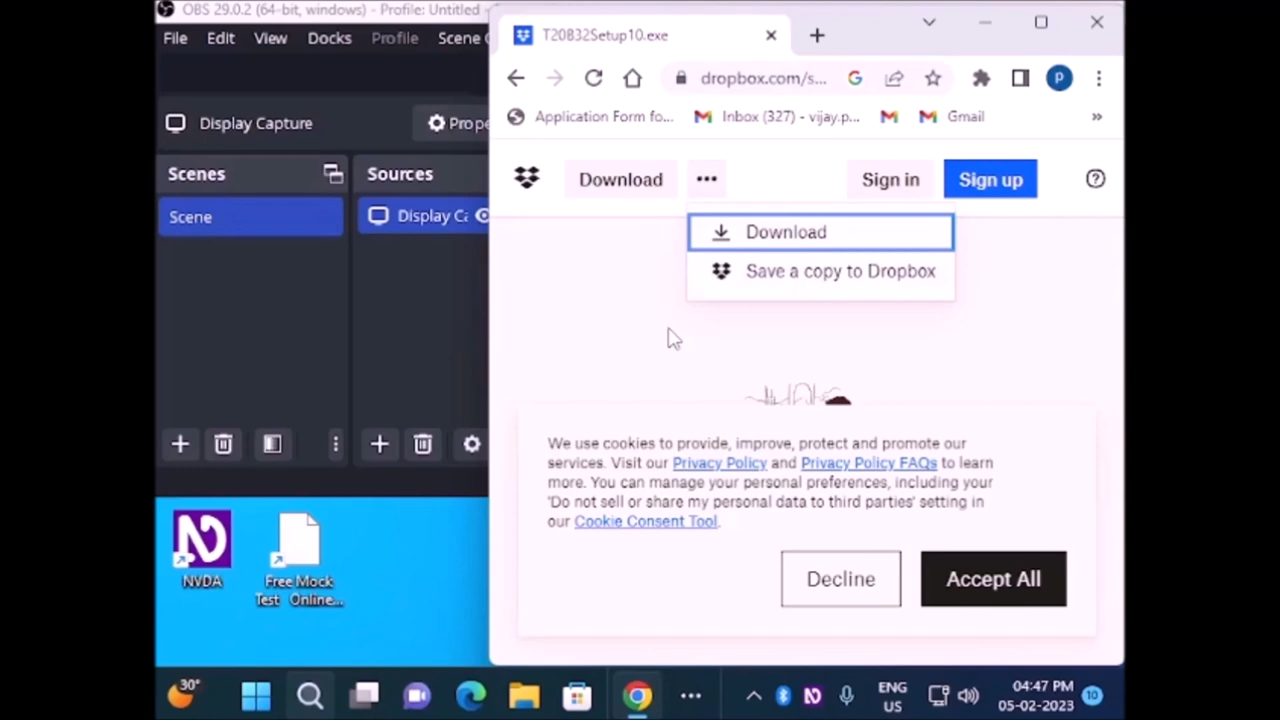 OBS 29.0.2 (64-bit, windows) - Profile: Untitled -
File Edit View Docks Profile Scene
Display Capture
Scenes
Sources
Scene
Display Ca
T20832Setup10.exe
dropbox.com/s...
Application Form fo...
Inbox (327) - vijay.p...
Gmail
»
Download
•••
Sign in
Sign up
Download
Save a copy to Dropbox
We use cookies to provide, improve, protect and promote our
services. Visit our Privacy Policy and Privacy Policy FAQs to learn
more. You can manage your personal preferences, including your
'Do not sell or share my personal data to third parties' setting in
our Cookie Consent Tool.
Decline
Accept All
NVDA
Free Mock
Test Online...
30°
ENG
US
04:47 PM
05-02-2023
10